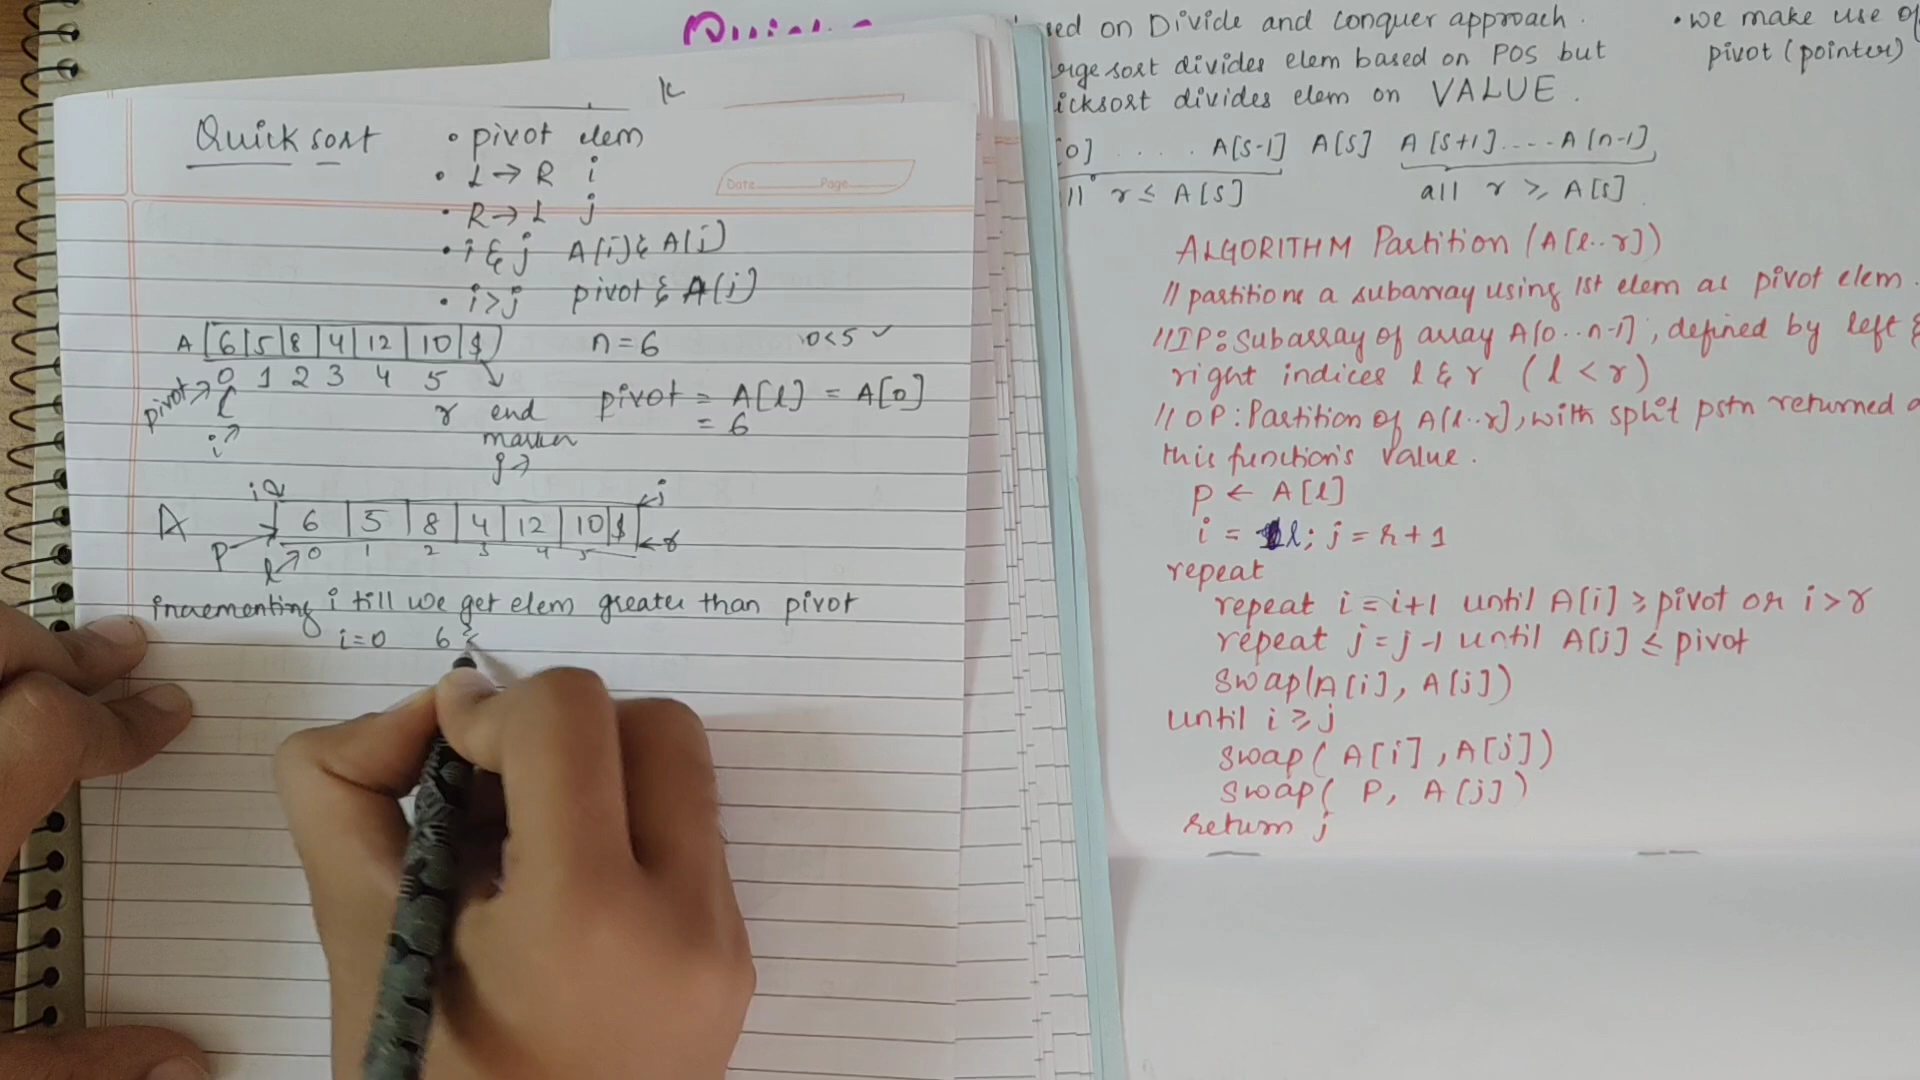 Quick sort
• pivot elem
• L → R i
• R → L j
• i & j A[i] & A[j]
• i > j pivot & A[j]
A 6 5 8 4 12 10 $
0 1 2 3 4 5
n = 6
0<5 ✓
pivot →
l
i
r
end
marker
j →
pivot = A[l] = A[0]
= 6
i
j
A 6 5 8 4 12 10 $
P → 0 1 2 3 4 5 ← r
l
incrementing i till we get elem greater than pivot
i=0 6
ed on Divide and conquer approach.
erge sort divides elem based on POS but
icksort divides elem on VALUE.
• we make use of
pivot (pointer)
0] .... A[s-1] A[s] A[s+1]....A[n-1]
ll r ≤ A[s] all r ≥ A[s]
ALGORITHM Partition (A[l..r])
// partitions a subarray using 1st elem as pivot elem.
// IP: Subarray of array A[0..n-1], defined by left &
right indices l & r (l < r)
// OP: Partition of A[l..r], with split pstn returned a
this function's value.
P ← A[l]
i = l; j = r+1
repeat
repeat i = i+1 until A[i] ≥ pivot or i > r
repeat j = j-1 until A[j] ≤ pivot
swap(A[i], A[j])
until i ≥ j
swap( A[i], A[j])
swap( P, A[j])
return j
Date Page